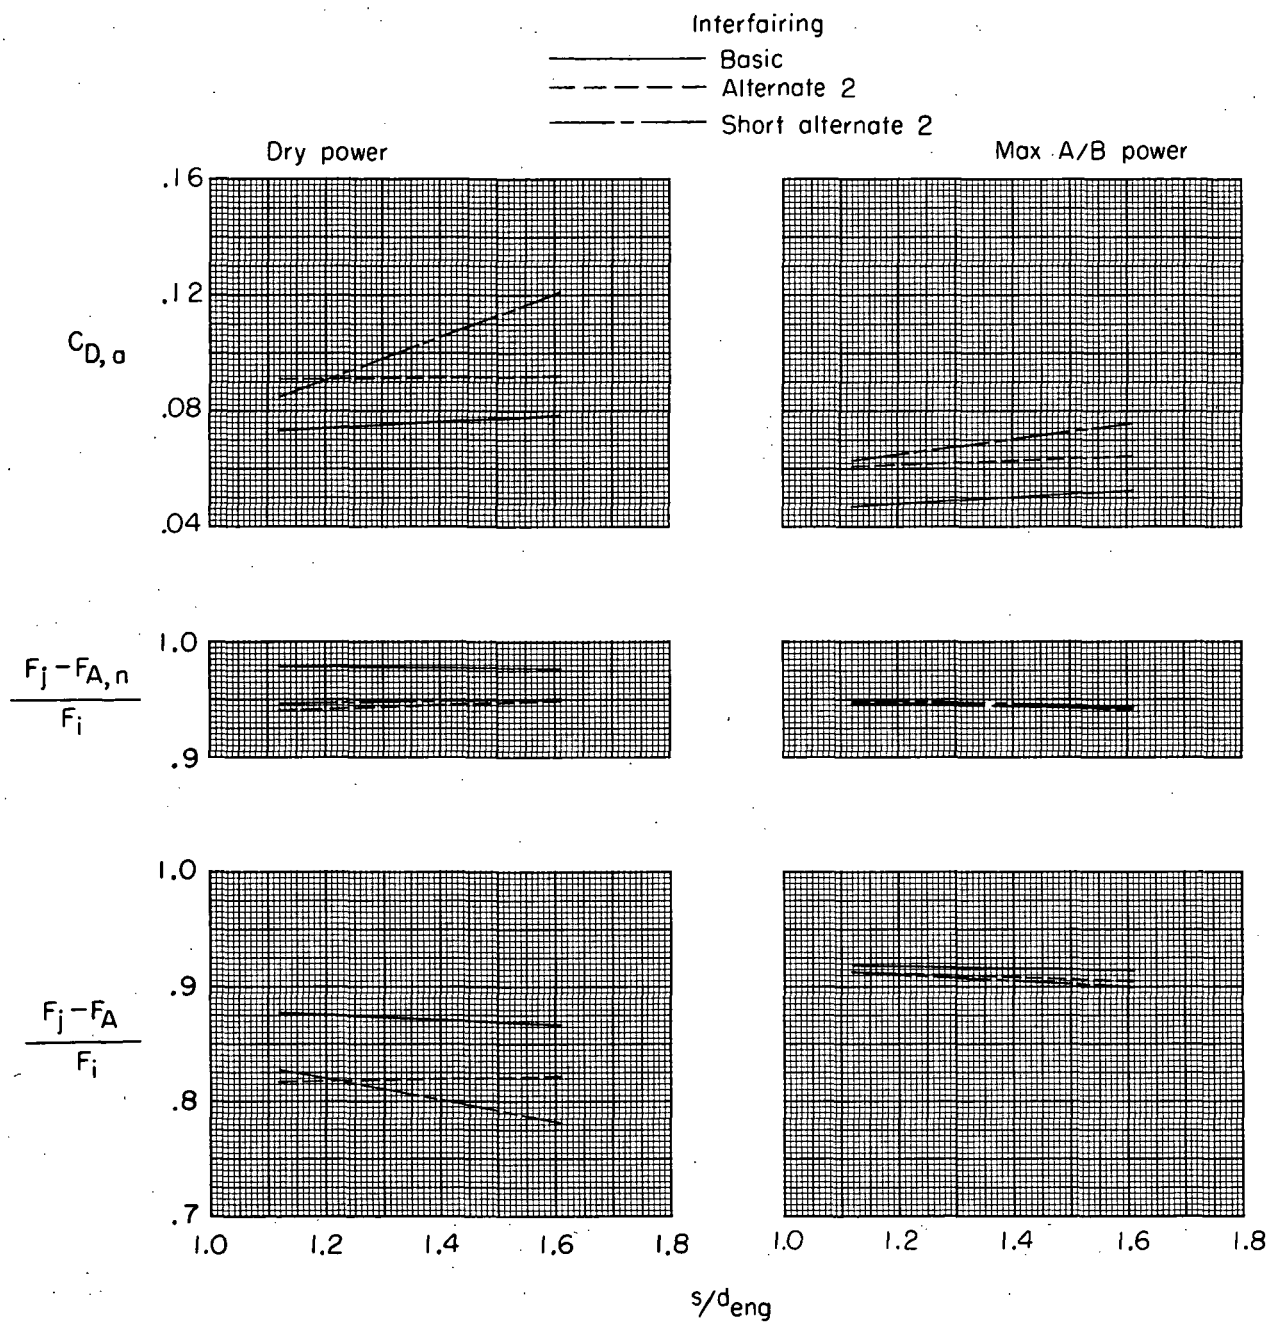 Interfairing
Basic
Alternate 2
Short alternate 2
Dry power
Max A/B power
.16
.12
C_D,a
.08
.04
1.0
F_j - F_A,n
F_i
.9
1.0
.9
F_j - F_A
F_i
.8
.7
1.0 1.2 1.4 1.6 1.8
1.0 1.2 1.4 1.6 1.8
s/d_eng